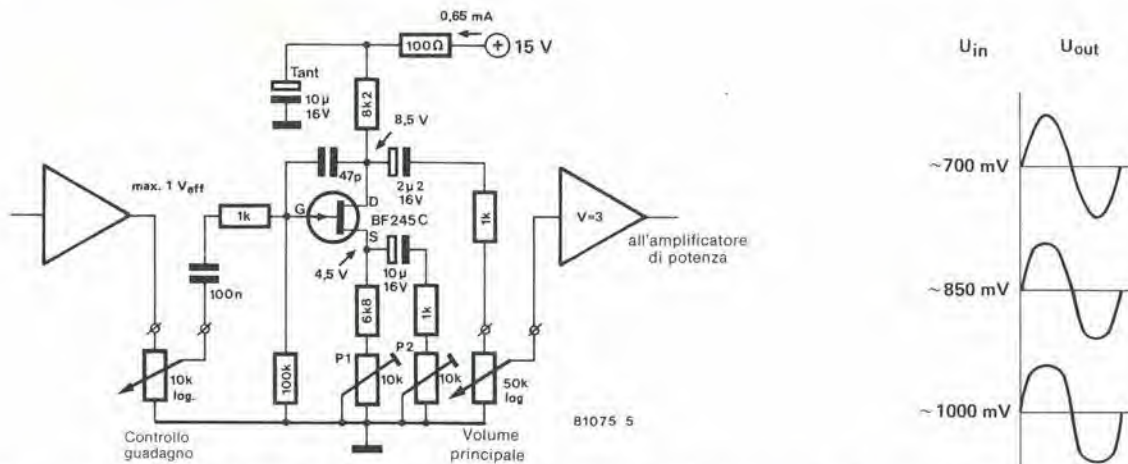 0,65 mA
100Ω
+ 15 V
Tant
10µ
16V
8k2
8,5 V
47p
2µ2
16V
max. 1 Veff
1k
G
D
S
BF245C
1k
V=3
all'amplificatore
di potenza
4,5 V
10µ
16V
100n
6k8
1k
P1
P2
10k
log.
100k
10k
10k
50k
log
81075 5
Controllo
guadagno
Volume
principale
Uin Uout
~700 mV
~850 mV
~1000 mV